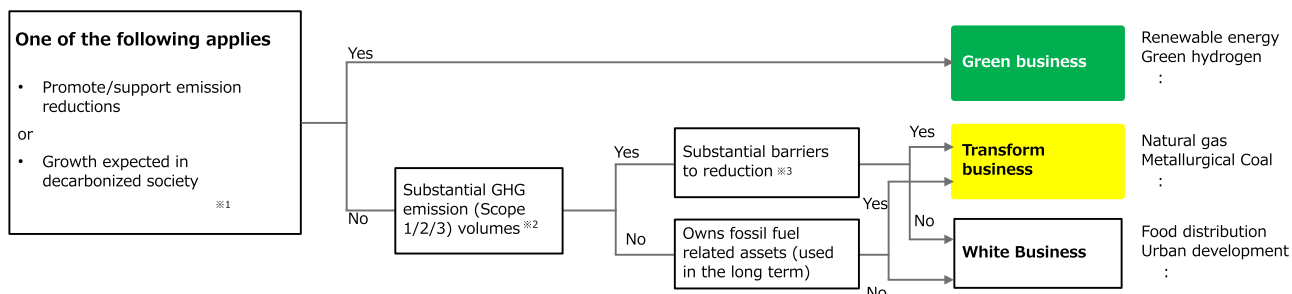 One of the following applies
• Promote/support emission
reductions
or
• Growth expected in
decarbonized society
※1
Yes
No
Substantial GHG
emission (Scope
1/2/3) volumes ※2
Yes
No
Substantial barriers
to reduction ※3
Owns fossil fuel
related assets (used
in the long term)
Yes
No
Yes
No
Green business
Renewable energy
Green hydrogen
:
Transform
business
Natural gas
Metallurgical Coal
:
White Business
Food distribution
Urban development
: